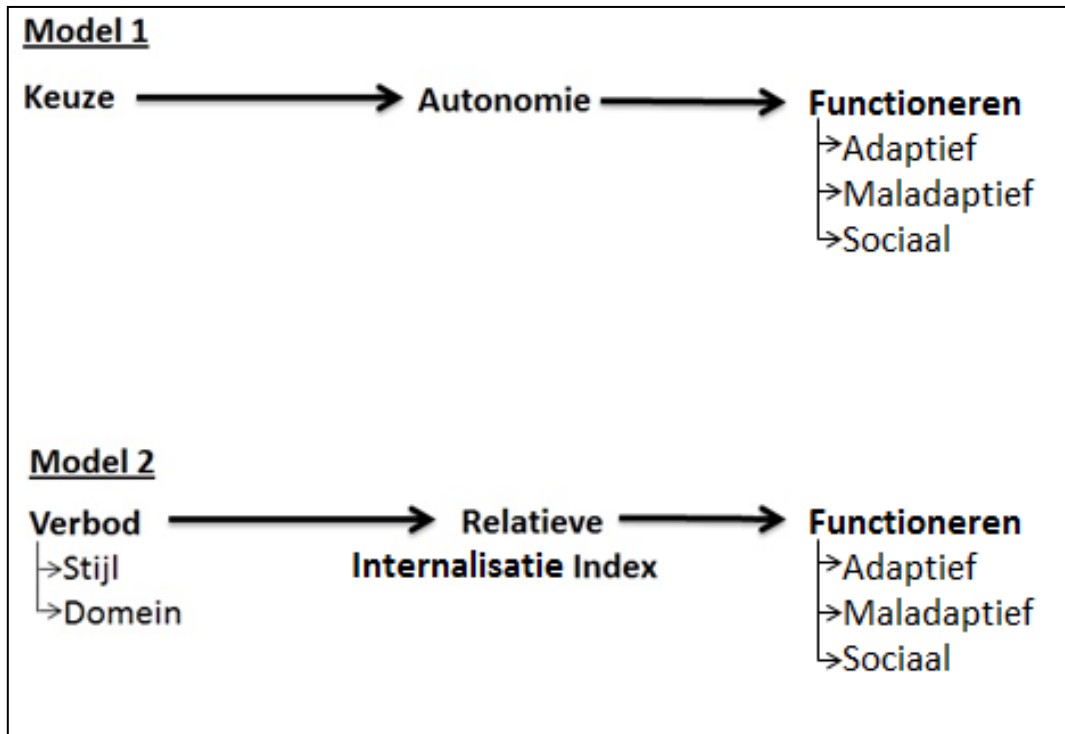 Model 1
Keuze Autonomie Functioneren
Adaptief
Maladaptief
Sociaal
Model 2
Verbod Relatieve Functioneren
Stijl Internalisatie Index Adaptief
Domein Maladaptief
Sociaal